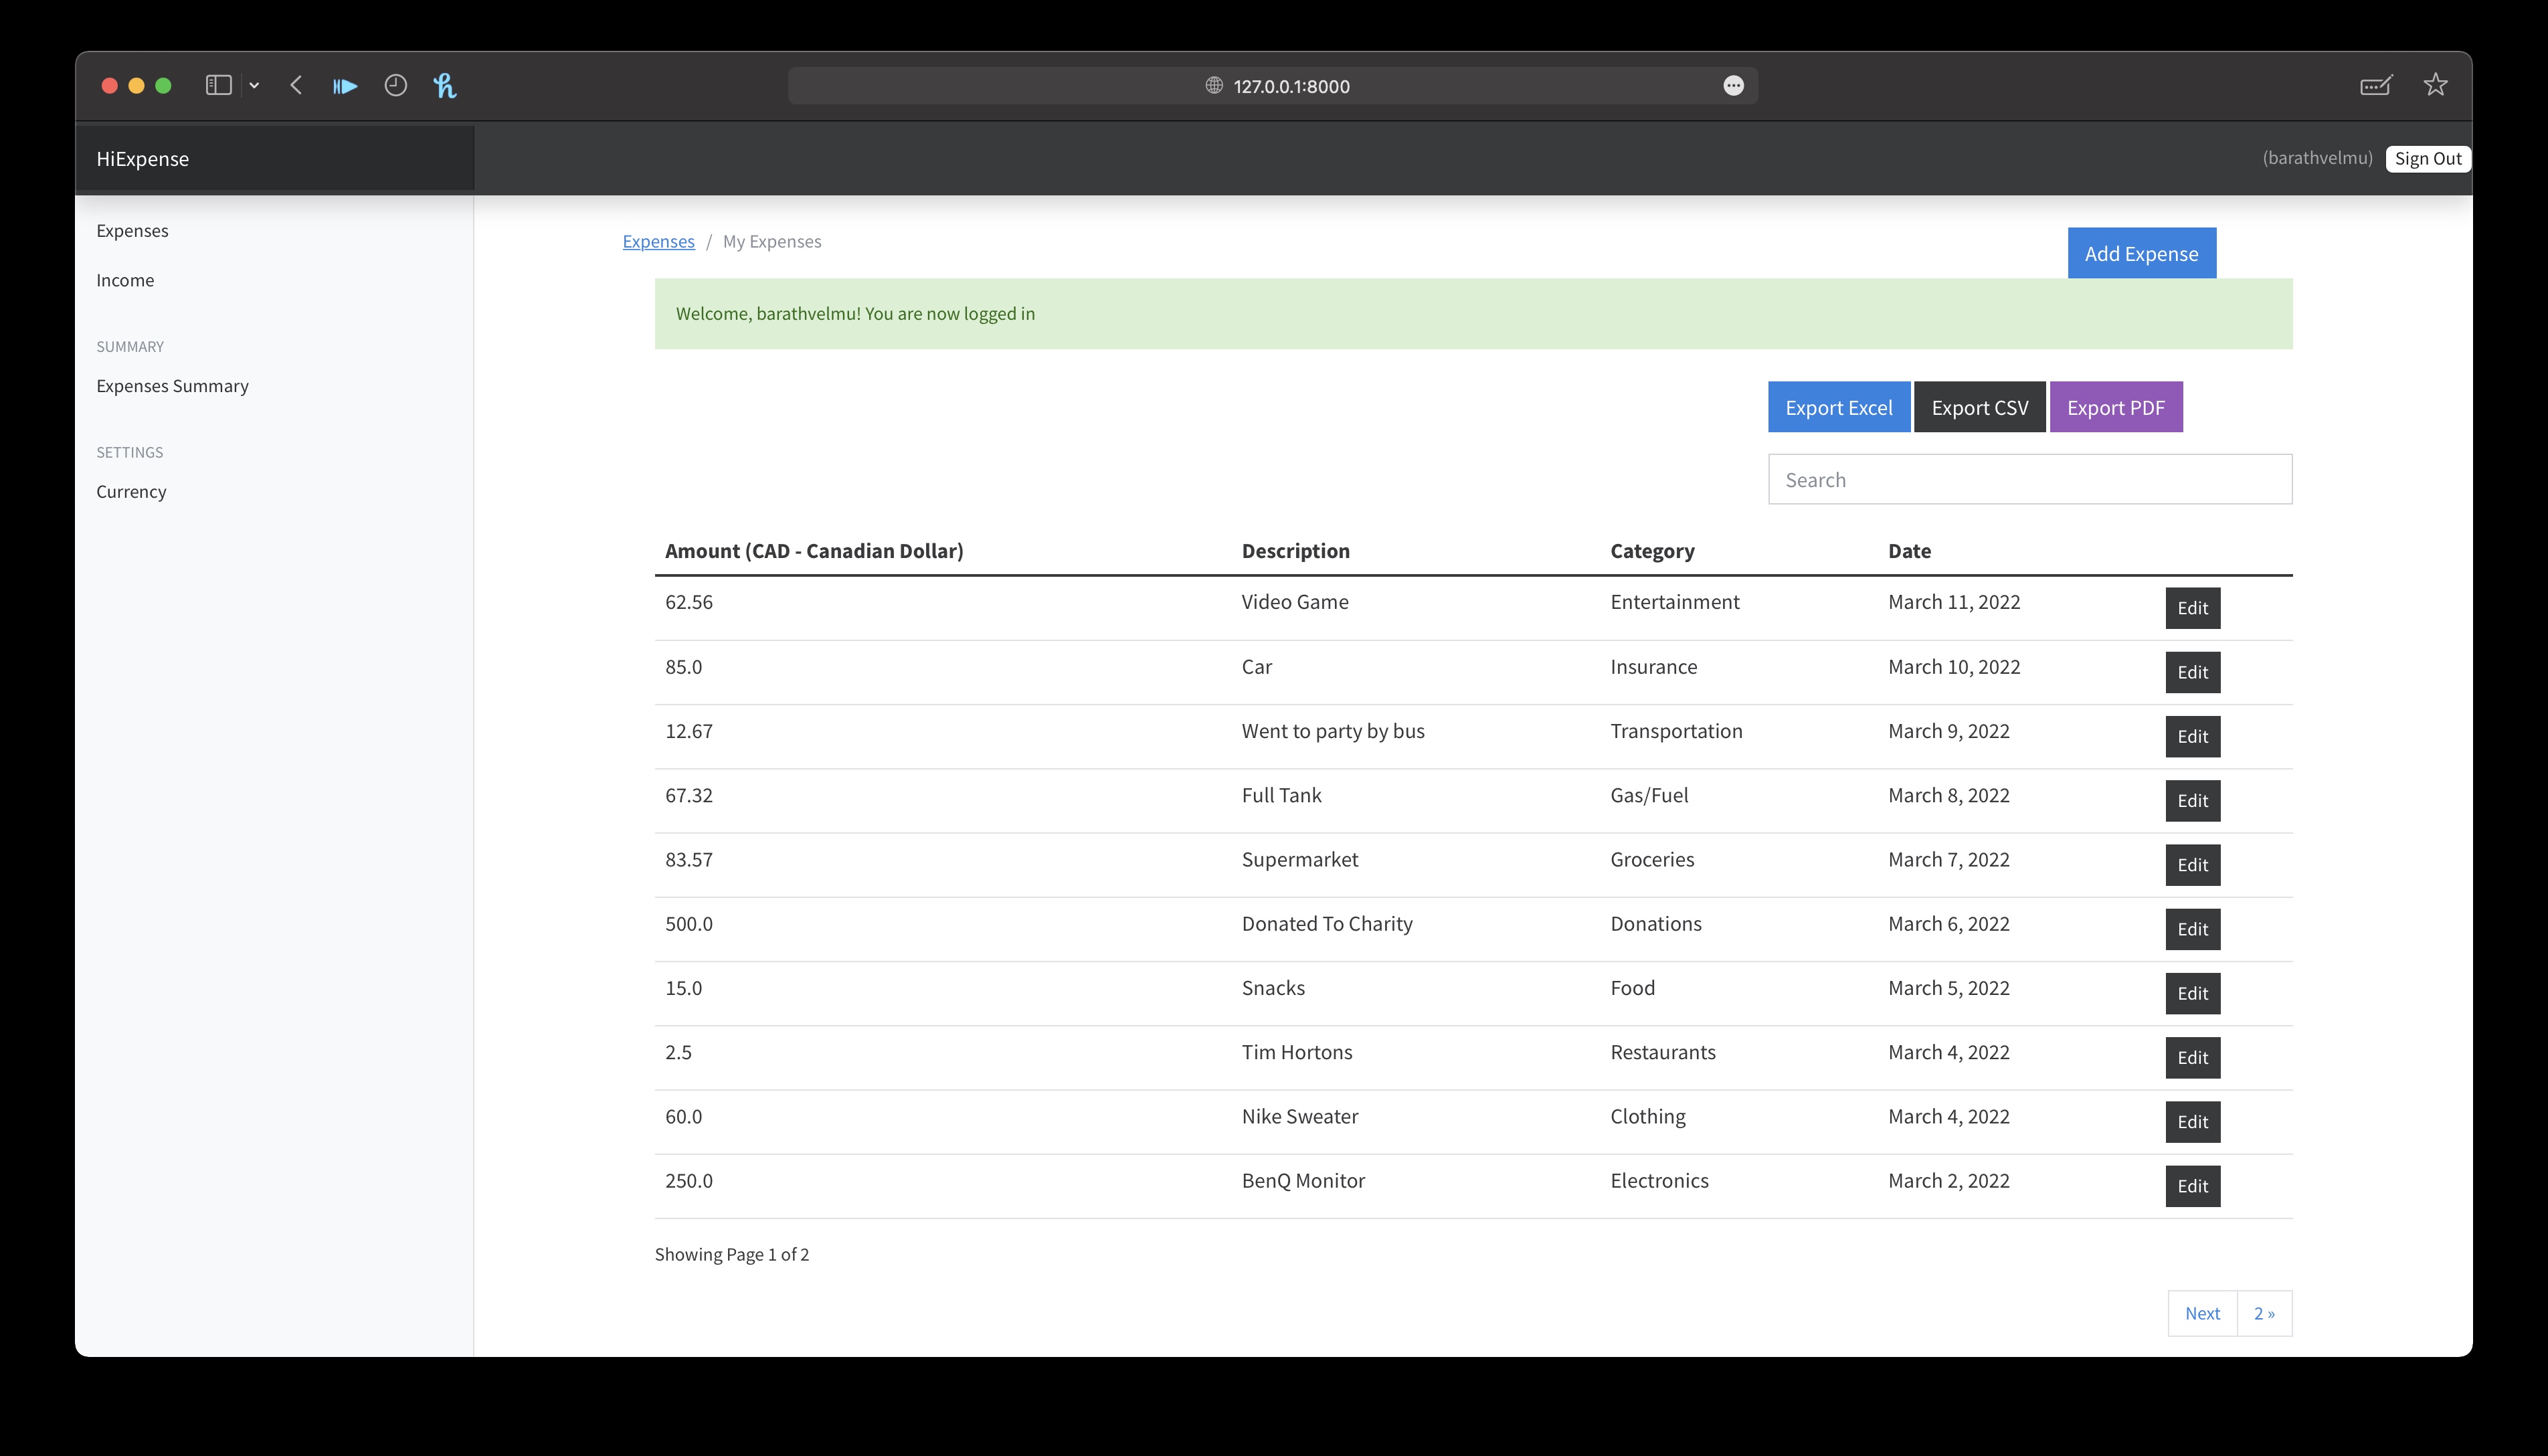 127.0.0.1:8000
HiExpense
(barathvelmu) Sign Out
Expenses
Income
SUMMARY
Expenses Summary
SETTINGS
Currency
Expenses / My Expenses
Add Expense
Welcome, barathvelmu! You are now logged in
Export Excel Export CSV Export PDF
Search
Amount (CAD - Canadian Dollar) Description Category Date
62.56 Video Game Entertainment March 11, 2022 Edit
85.0 Car Insurance March 10, 2022 Edit
12.67 Went to party by bus Transportation March 9, 2022 Edit
67.32 Full Tank Gas/Fuel March 8, 2022 Edit
83.57 Supermarket Groceries March 7, 2022 Edit
500.0 Donated To Charity Donations March 6, 2022 Edit
15.0 Snacks Food March 5, 2022 Edit
2.5 Tim Hortons Restaurants March 4, 2022 Edit
60.0 Nike Sweater Clothing March 4, 2022 Edit
250.0 BenQ Monitor Electronics March 2, 2022 Edit
Showing Page 1 of 2
Next 2 »